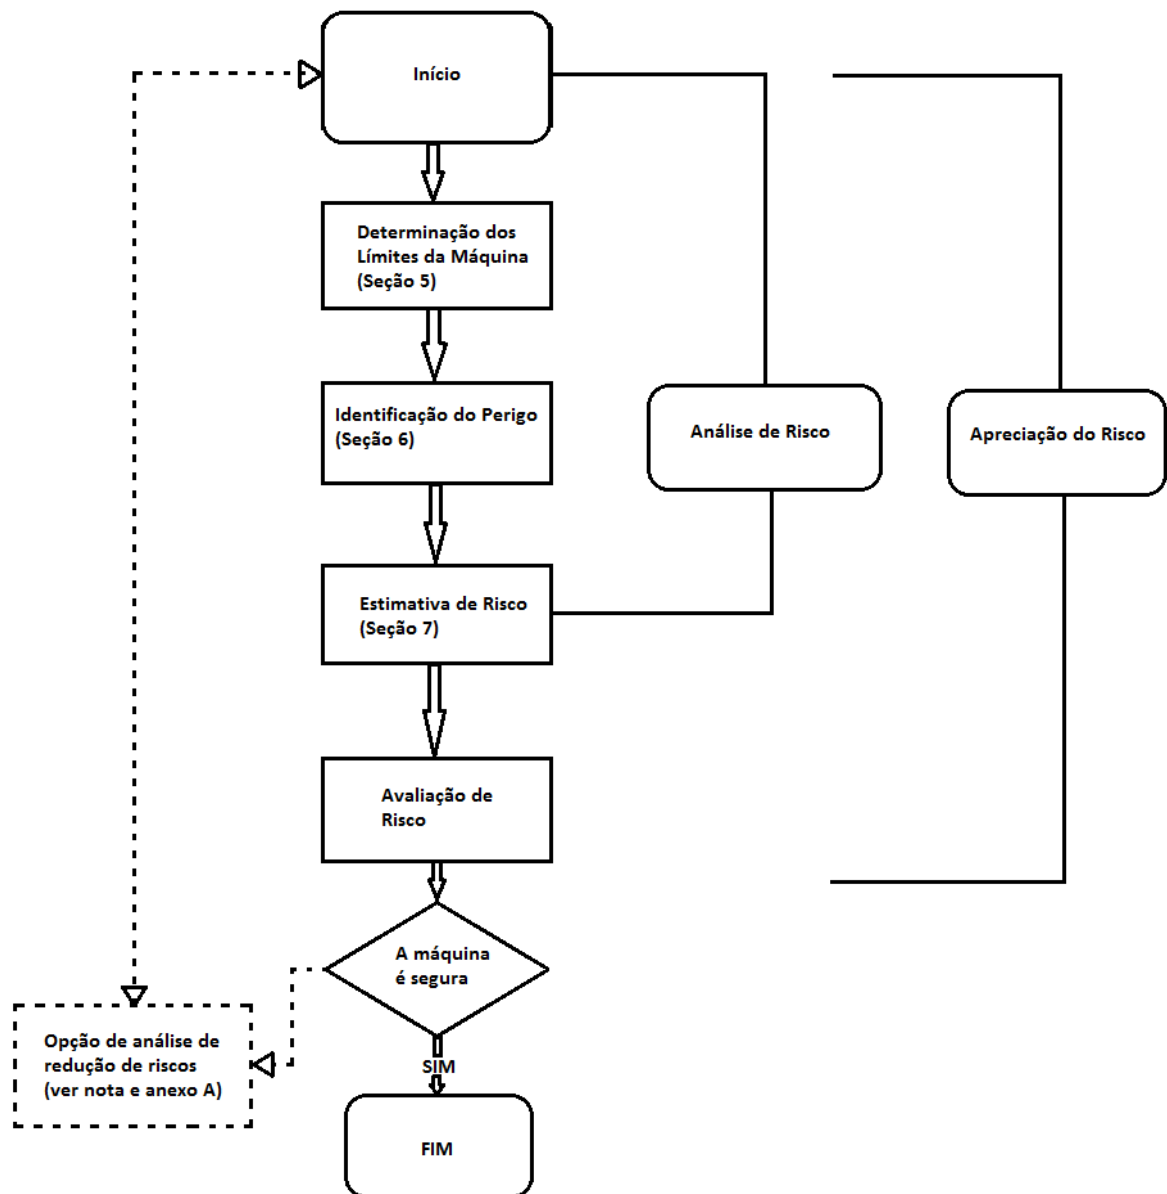 Início
Determinação dos
Límites da Máquina
(Seção 5)
Identificação do Perigo
(Seção 6)
Análise de Risco
Apreciação do Risco
Estimativa de Risco
(Seção 7)
Avaliação de
Risco
A máquina
é segura
Opção de análise de
redução de riscos
(ver nota e anexo A)
SIM
FIM